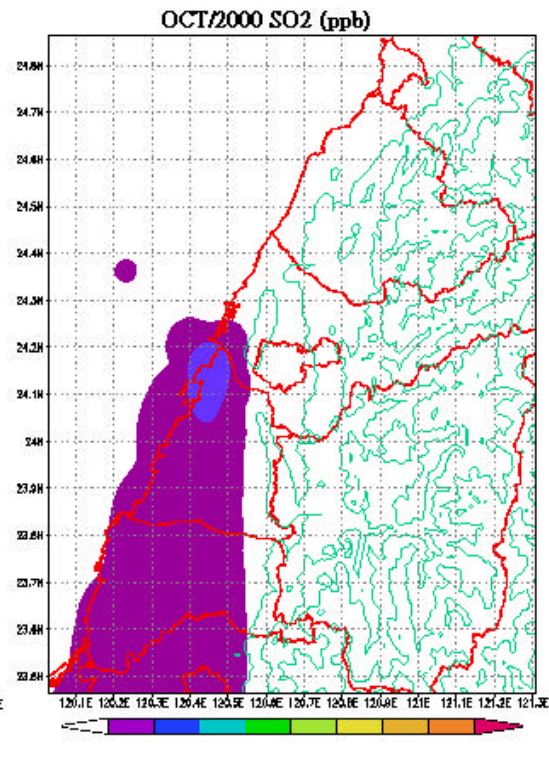 OCT/2000 SO2 (ppb)
24.8N
24.7N
24.6N
24.5N
24.4N
24.3N
24.2N
24.1N
24N
23.9N
23.8N
23.7N
23.6N
23.5N
E 120.1E 120.2E 120.3E 120.4E 120.5E 120.6E 120.7E 120.8E 120.9E 121E 121.1E 121.2E 121.3E